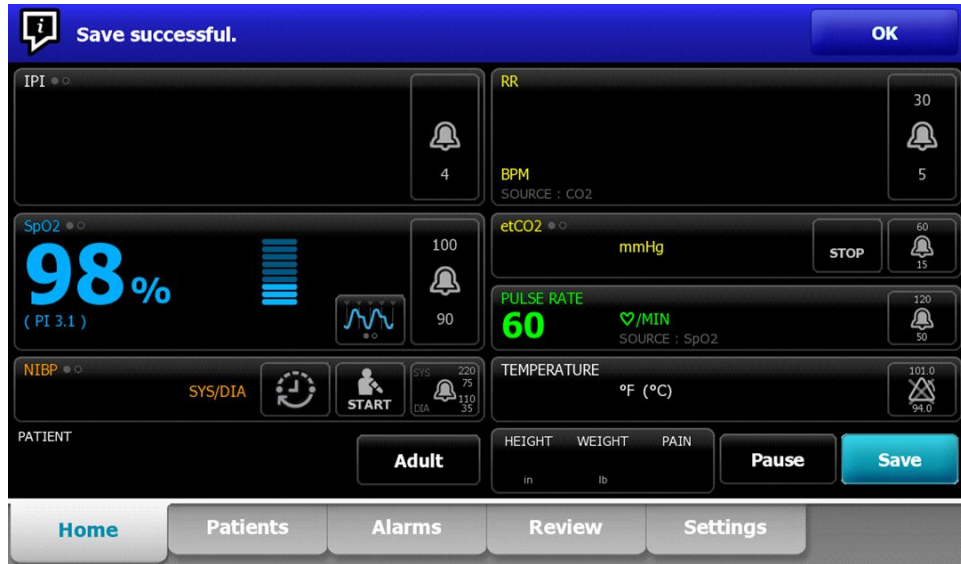 Save successful.
OK
IPI
4
RR
BPM
SOURCE : CO2
30
5
SpO2
98%
( PI 3.1 )
100
90
etCO2
mmHg
STOP
60
15
PULSE RATE
60
♡/MIN
SOURCE : SpO2
120
50
NIBP
SYS/DIA
START
SYS 220
75
110
DIA 35
TEMPERATURE
°F (°C)
101.0
94.0
PATIENT
Adult
HEIGHT WEIGHT PAIN
in lb
Pause
Save
Home Patients Alarms Review Settings